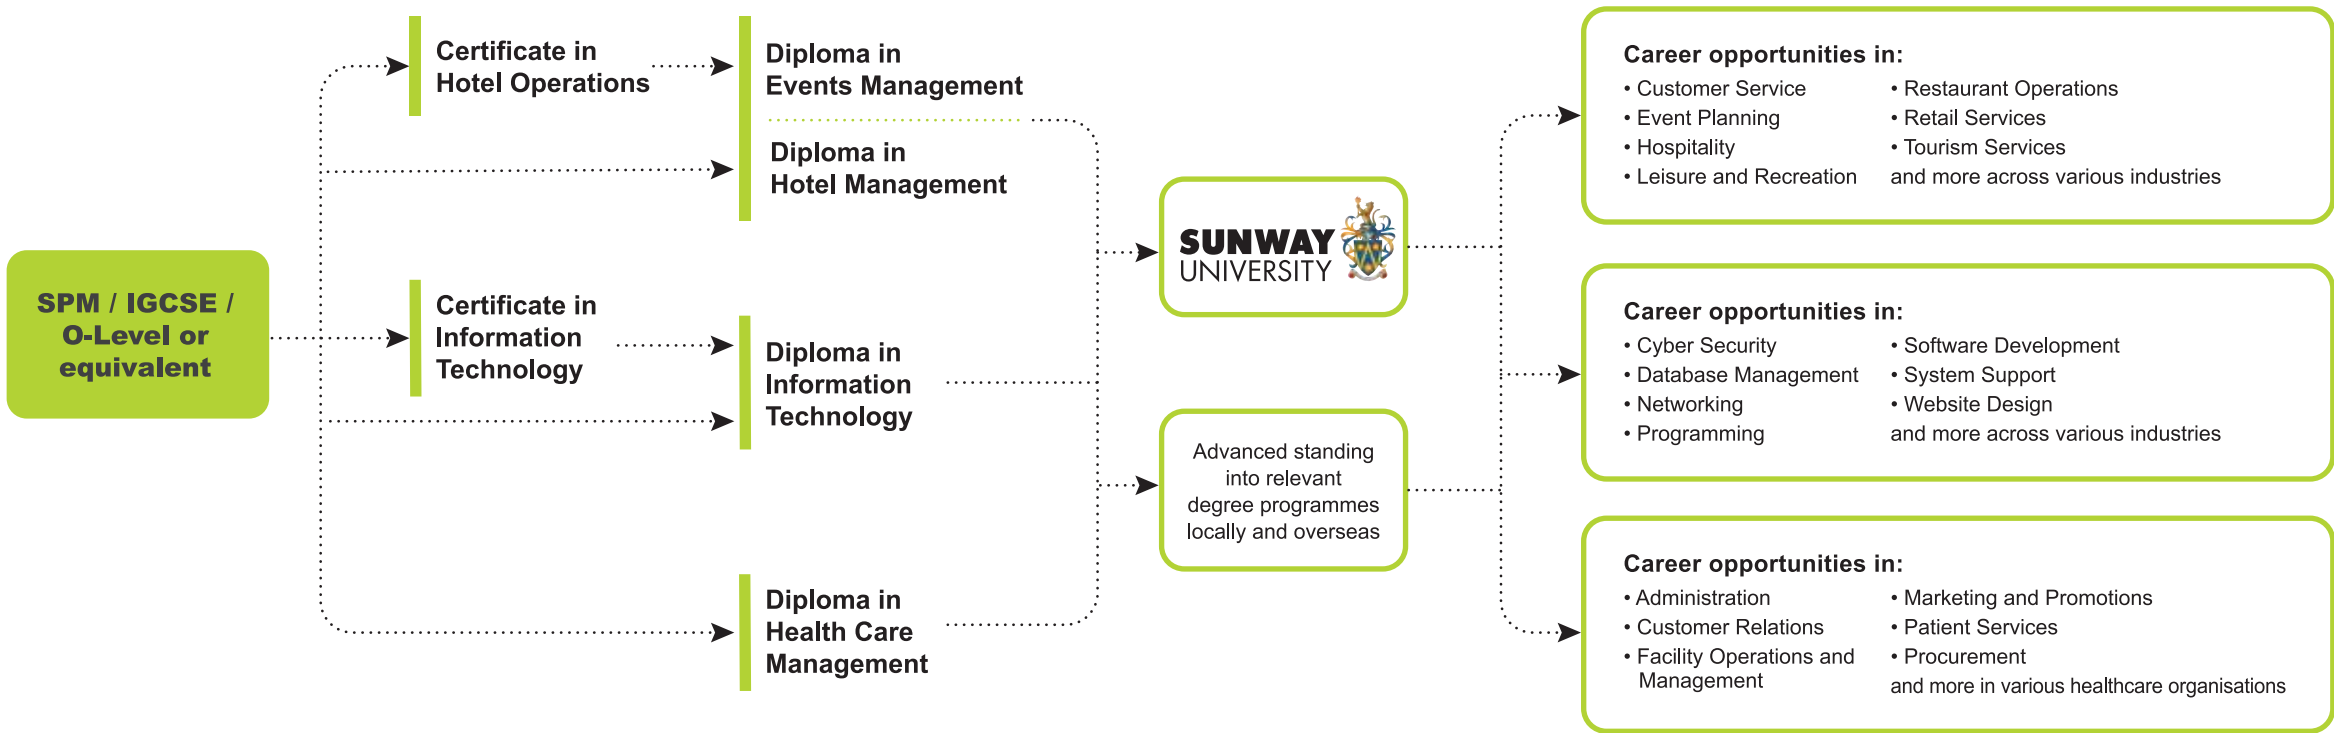 SPM / IGCSE /
O-Level or
equivalent
Certificate in
Hotel Operations
Certificate in
Information
Technology
Diploma in
Events Management
Diploma in
Hotel Management
Diploma in
Information
Technology
Diploma in
Health Care
Management
SUNWAY
UNIVERSITY
Advanced standing
into relevant
degree programmes
locally and overseas
Career opportunities in:
• Customer Service
• Event Planning
• Hospitality
• Leisure and Recreation
• Restaurant Operations
• Retail Services
• Tourism Services
and more across various industries
Career opportunities in:
• Cyber Security
• Database Management
• Networking
• Programming
• Software Development
• System Support
• Website Design
and more across various industries
Career opportunities in:
• Administration
• Customer Relations
• Facility Operations and
Management
• Marketing and Promotions
• Patient Services
• Procurement
and more in various healthcare organisations